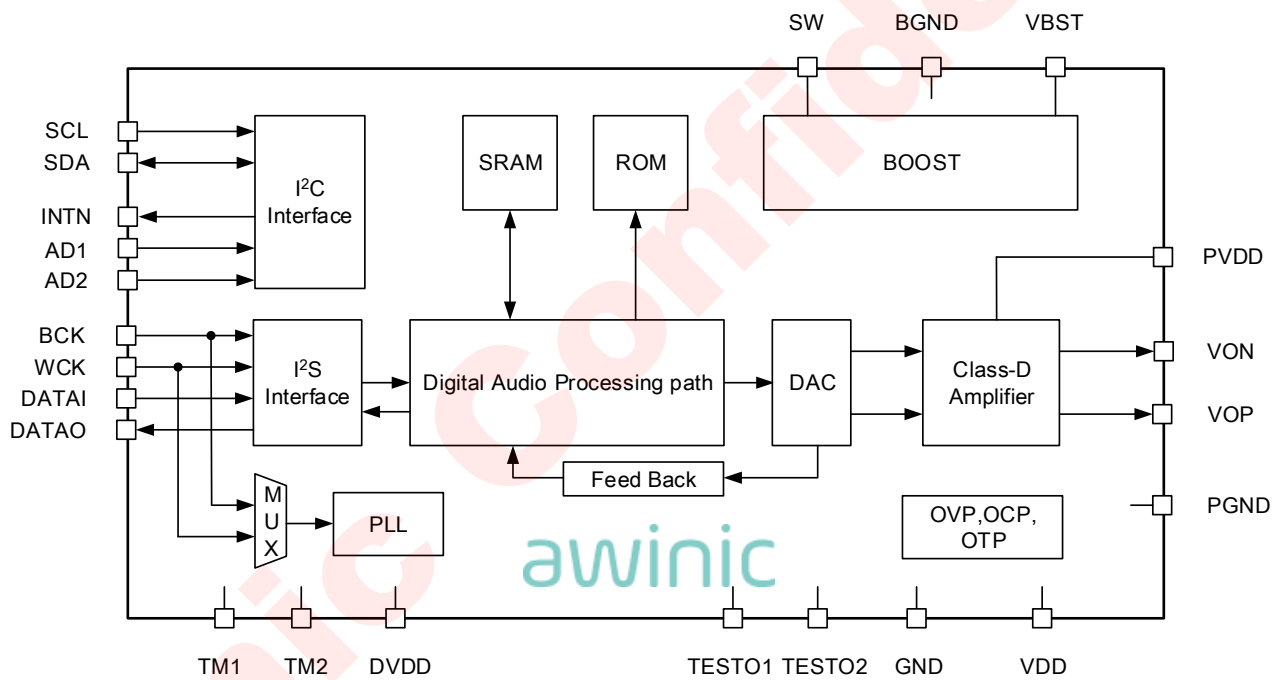 SW BGND VBST
SCL
SDA
INTN
AD1
AD2
I²C
Interface
SRAM
ROM
BOOST
PVDD
BCK
WCK
DATAI
DATAO
I²S
Interface
Digital Audio Processing path
DAC
Class-D
Amplifier
VON
VOP
Feed Back
M
U
X
PLL
awinic
OVP,OCP,
OTP
PGND
TM1 TM2 DVDD TESTO1 TESTO2 GND VDD
nic Confide